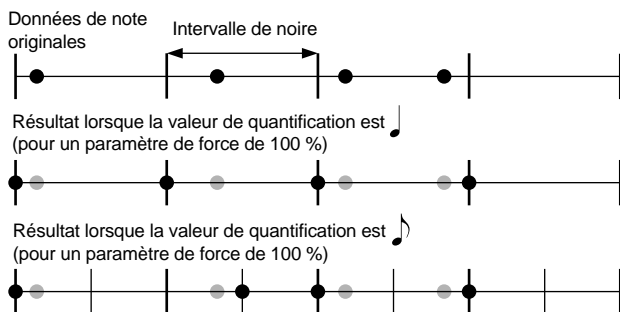 Données de note
originales
Intervalle de noire
Résultat lorsque la valeur de quantification est
(pour un paramètre de force de 100 %)
Résultat lorsque la valeur de quantification est
(pour un paramètre de force de 100 %)